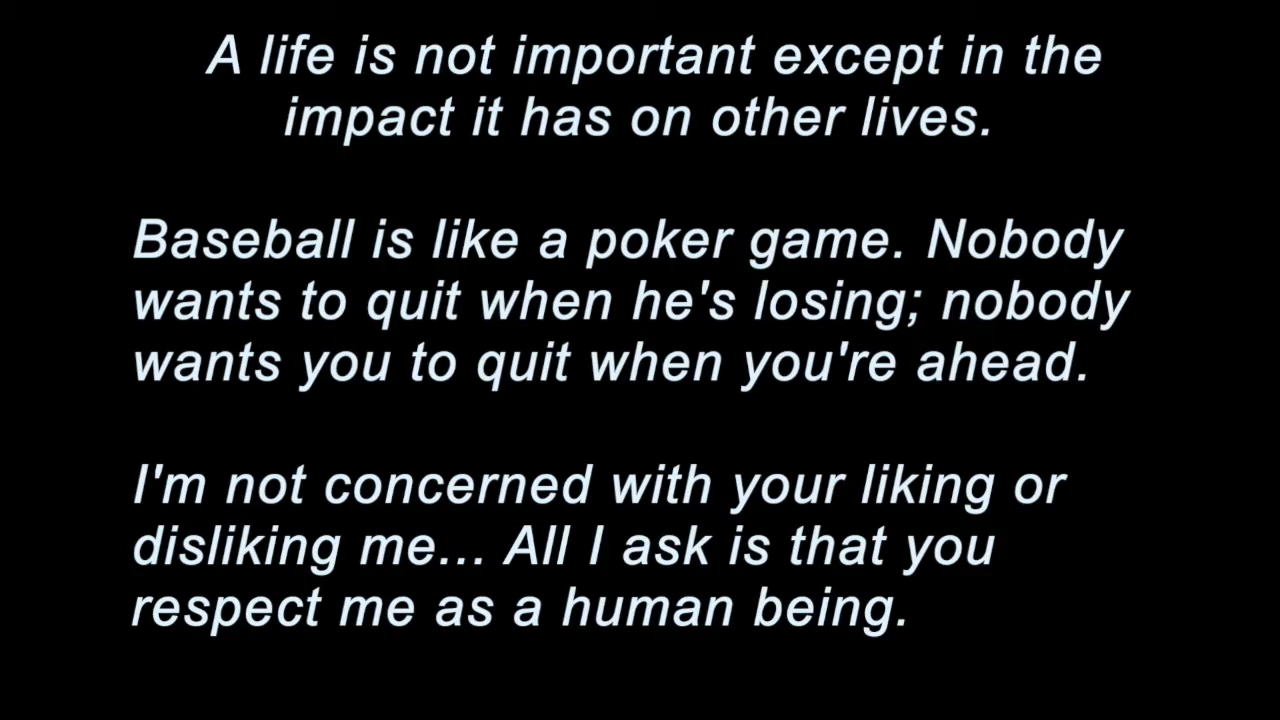 A life is not important except in the
impact it has on other lives.
Baseball is like a poker game. Nobody
wants to quit when he's losing; nobody
wants you to quit when you're ahead.
I'm not concerned with your liking or
disliking me... All I ask is that you
respect me as a human being.